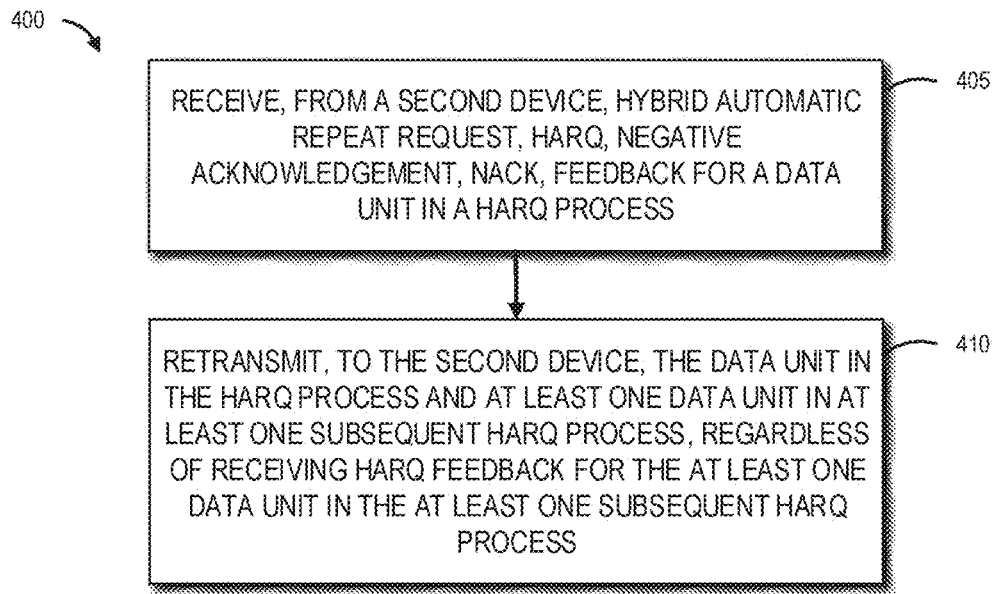 400
RECEIVE, FROM A SECOND DEVICE, HYBRID AUTOMATIC
REPEAT REQUEST, HARQ, NEGATIVE
ACKNOWLEDGEMENT, NACK, FEEDBACK FOR A DATA
UNIT IN A HARQ PROCESS
405
RETRANSMIT, TO THE SECOND DEVICE, THE DATA UNIT IN
THE HARQ PROCESS AND AT LEAST ONE DATA UNIT IN AT
LEAST ONE SUBSEQUENT HARQ PROCESS, REGARDLESS
OF RECEIVING HARQ FEEDBACK FOR THE AT LEAST ONE
DATA UNIT IN THE AT LEAST ONE SUBSEQUENT HARQ
PROCESS
410